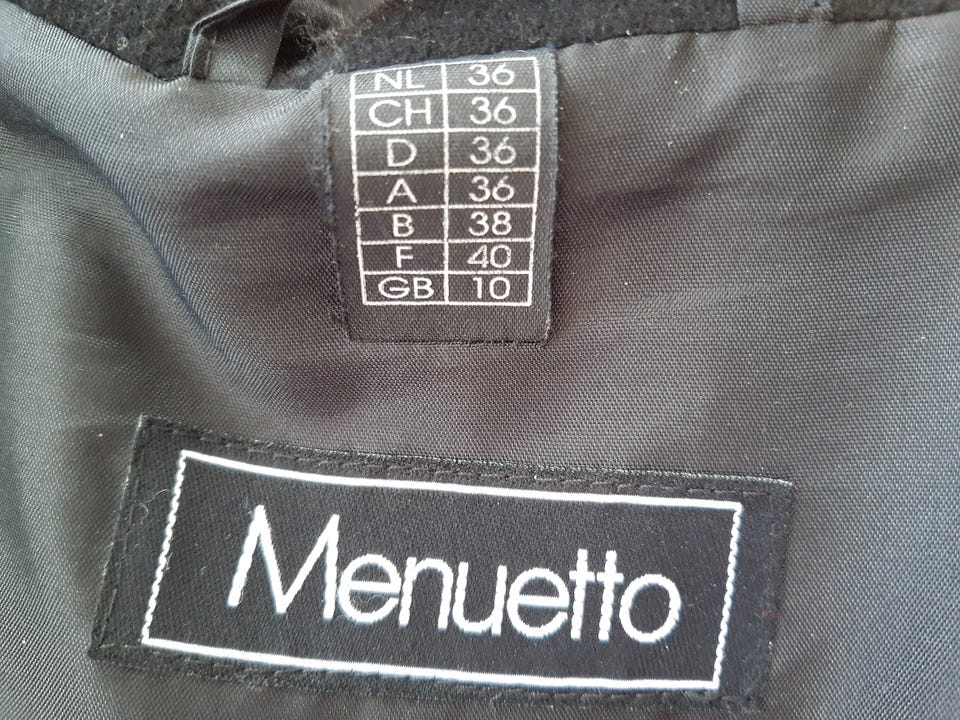 NL 36
CH 36
D 36
A 36
B 38
F 40
GB 10
Menuetto